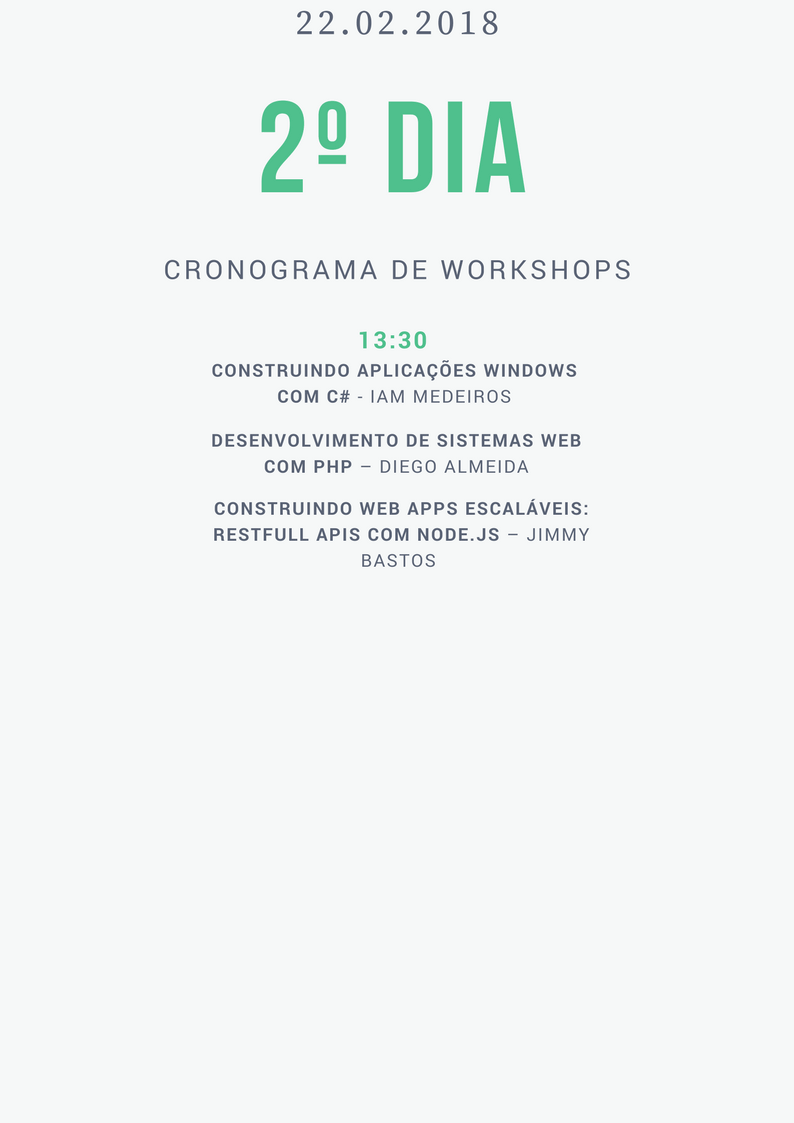 22.02.2018
2º DIA
CRONOGRAMA DE WORKSHOPS
13:30
CONSTRUINDO APLICAÇÕES WINDOWS
COM C# - IAM MEDEIROS
DESENVOLVIMENTO DE SISTEMAS WEB
COM PHP – DIEGO ALMEIDA
CONSTRUINDO WEB APPS ESCALÁVEIS:
RESTFULL APIS COM NODE.JS – JIMMY
BASTOS